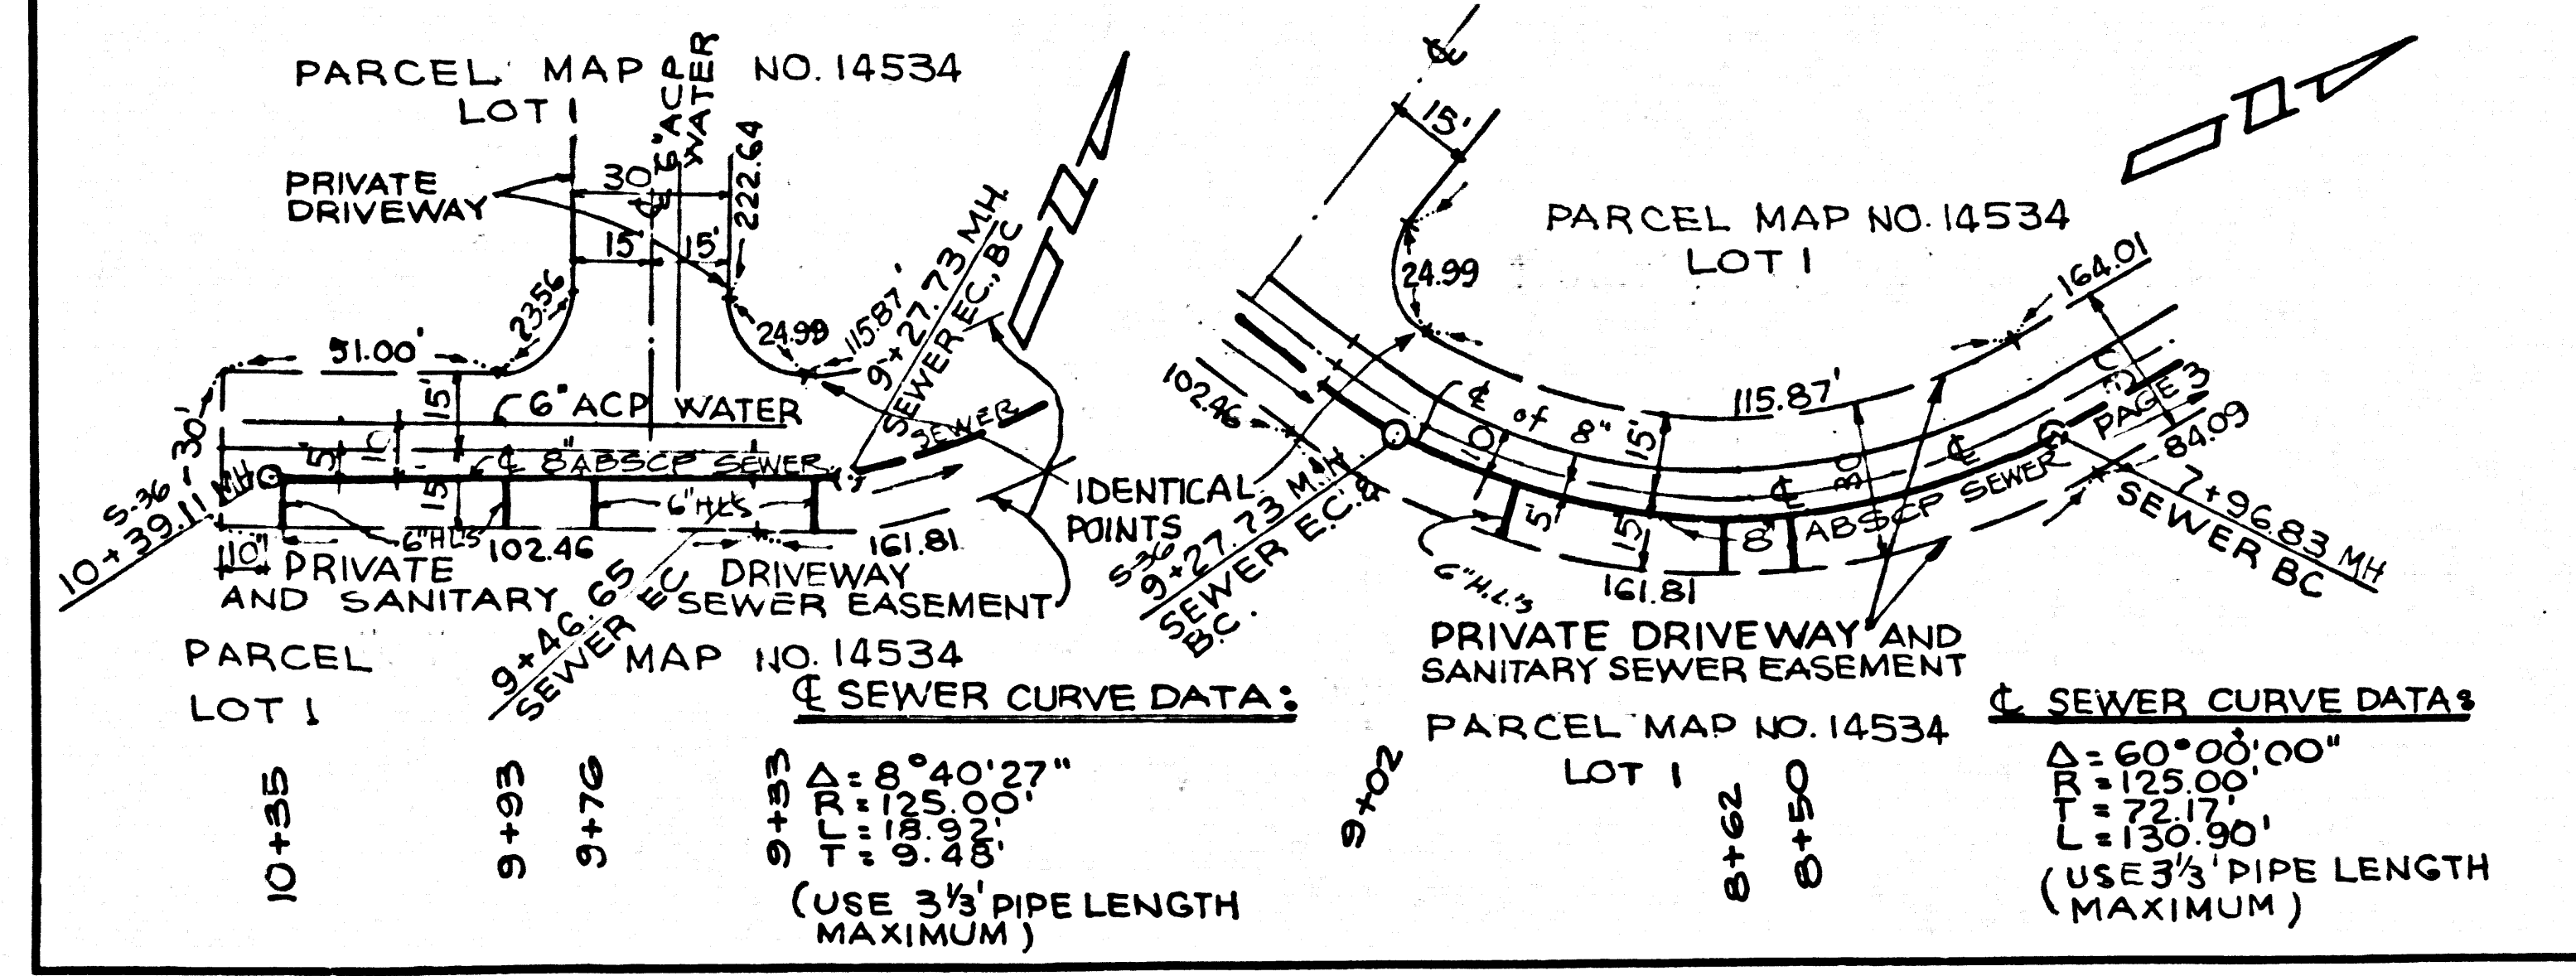 PARCEL MAP NO. 14534
LOT 1
6" ACP
WATER
PRIVATE
DRIVEWAY
30
℄
222.64
15'
15'
23.56
24.99
115.87'
51.00'
9+27.73 M.H.
SEWER EC., BC
15'
6" ACP WATER
SEWER
30'
5'
10
℄ 8" ABSCP SEWER
15'
S-36
10+39.11 MH
6" HL'S
6" HL'S
102.46
161.81
IDENTICAL
POINTS
PRIVATE DRIVEWAY
AND SANITARY SEWER EASEMENT
9+46.65
SEWER EC
PARCEL MAP NO. 14534
LOT 1
℄ SEWER CURVE DATA:
Δ = 8°40'27"
R = 125.00'
L = 18.92'
T = 9.48'
(USE 3⅓' PIPE LENGTH
MAXIMUM)
10+35
9+93
9+76
9+33
℄
15'
PARCEL MAP NO. 14534
LOT 1
24.99
164.01
102.46
115.87'
℄ of 8"
10
15'
30
℄
℄
PAGE 3
84.09
5'
15'
8"
ABSCP SEWER
7+96.83 MH
SEWER BC
S-36
9+27.73 M.H.
SEWER E.C. &
B.C.
6" H.L.'s
161.81
PRIVATE DRIVEWAY AND
SANITARY SEWER EASEMENT
PARCEL MAP NO. 14534
LOT 1
9+02
8+62
8+50
℄ SEWER CURVE DATA:
Δ = 60°00'00"
R = 125.00'
T = 72.17'
L = 130.90'
(USE 3⅓' PIPE LENGTH
MAXIMUM)